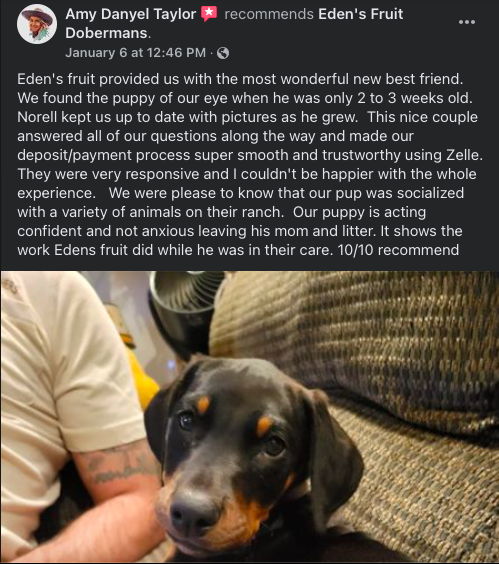 Amy Danyel Taylor recommends Eden's Fruit
Dobermans.
January 6 at 12:46 PM ·
Eden's fruit provided us with the most wonderful new best friend.
We found the puppy of our eye when he was only 2 to 3 weeks old.
Norell kept us up to date with pictures as he grew.  This nice couple
answered all of our questions along the way and made our
deposit/payment process super smooth and trustworthy using Zelle.
They were very responsive and I couldn't be happier with the whole
experience.   We were please to know that our pup was socialized
with a variety of animals on their ranch.  Our puppy is acting
confident and not anxious leaving his mom and litter. It shows the
work Edens fruit did while he was in their care. 10/10 recommend